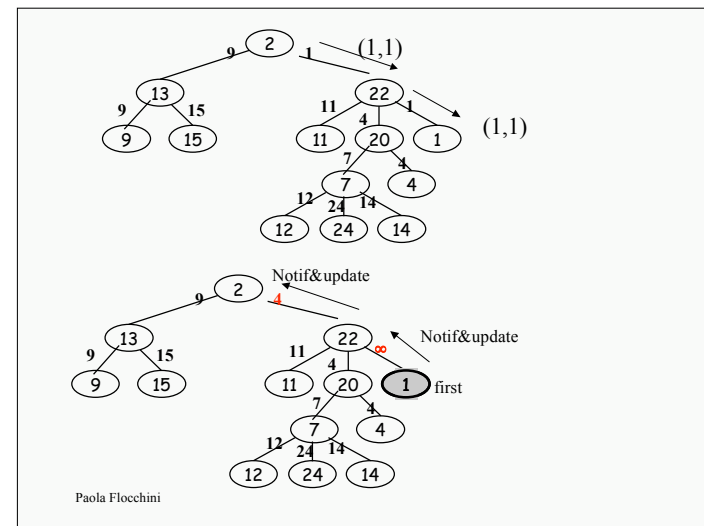 2
9 1 (1,1)
13 22
9 15 11 4 1 (1,1)
9 15 11 20 1
7 4
7 4
12 24 14
12 24 14
2 Notif&update
9 4
13 22 Notif&update
9 15 11 4 ∞
9 15 11 20 1 first
7 4
7 4
12 24 14
12 24 14
Paola Flocchini